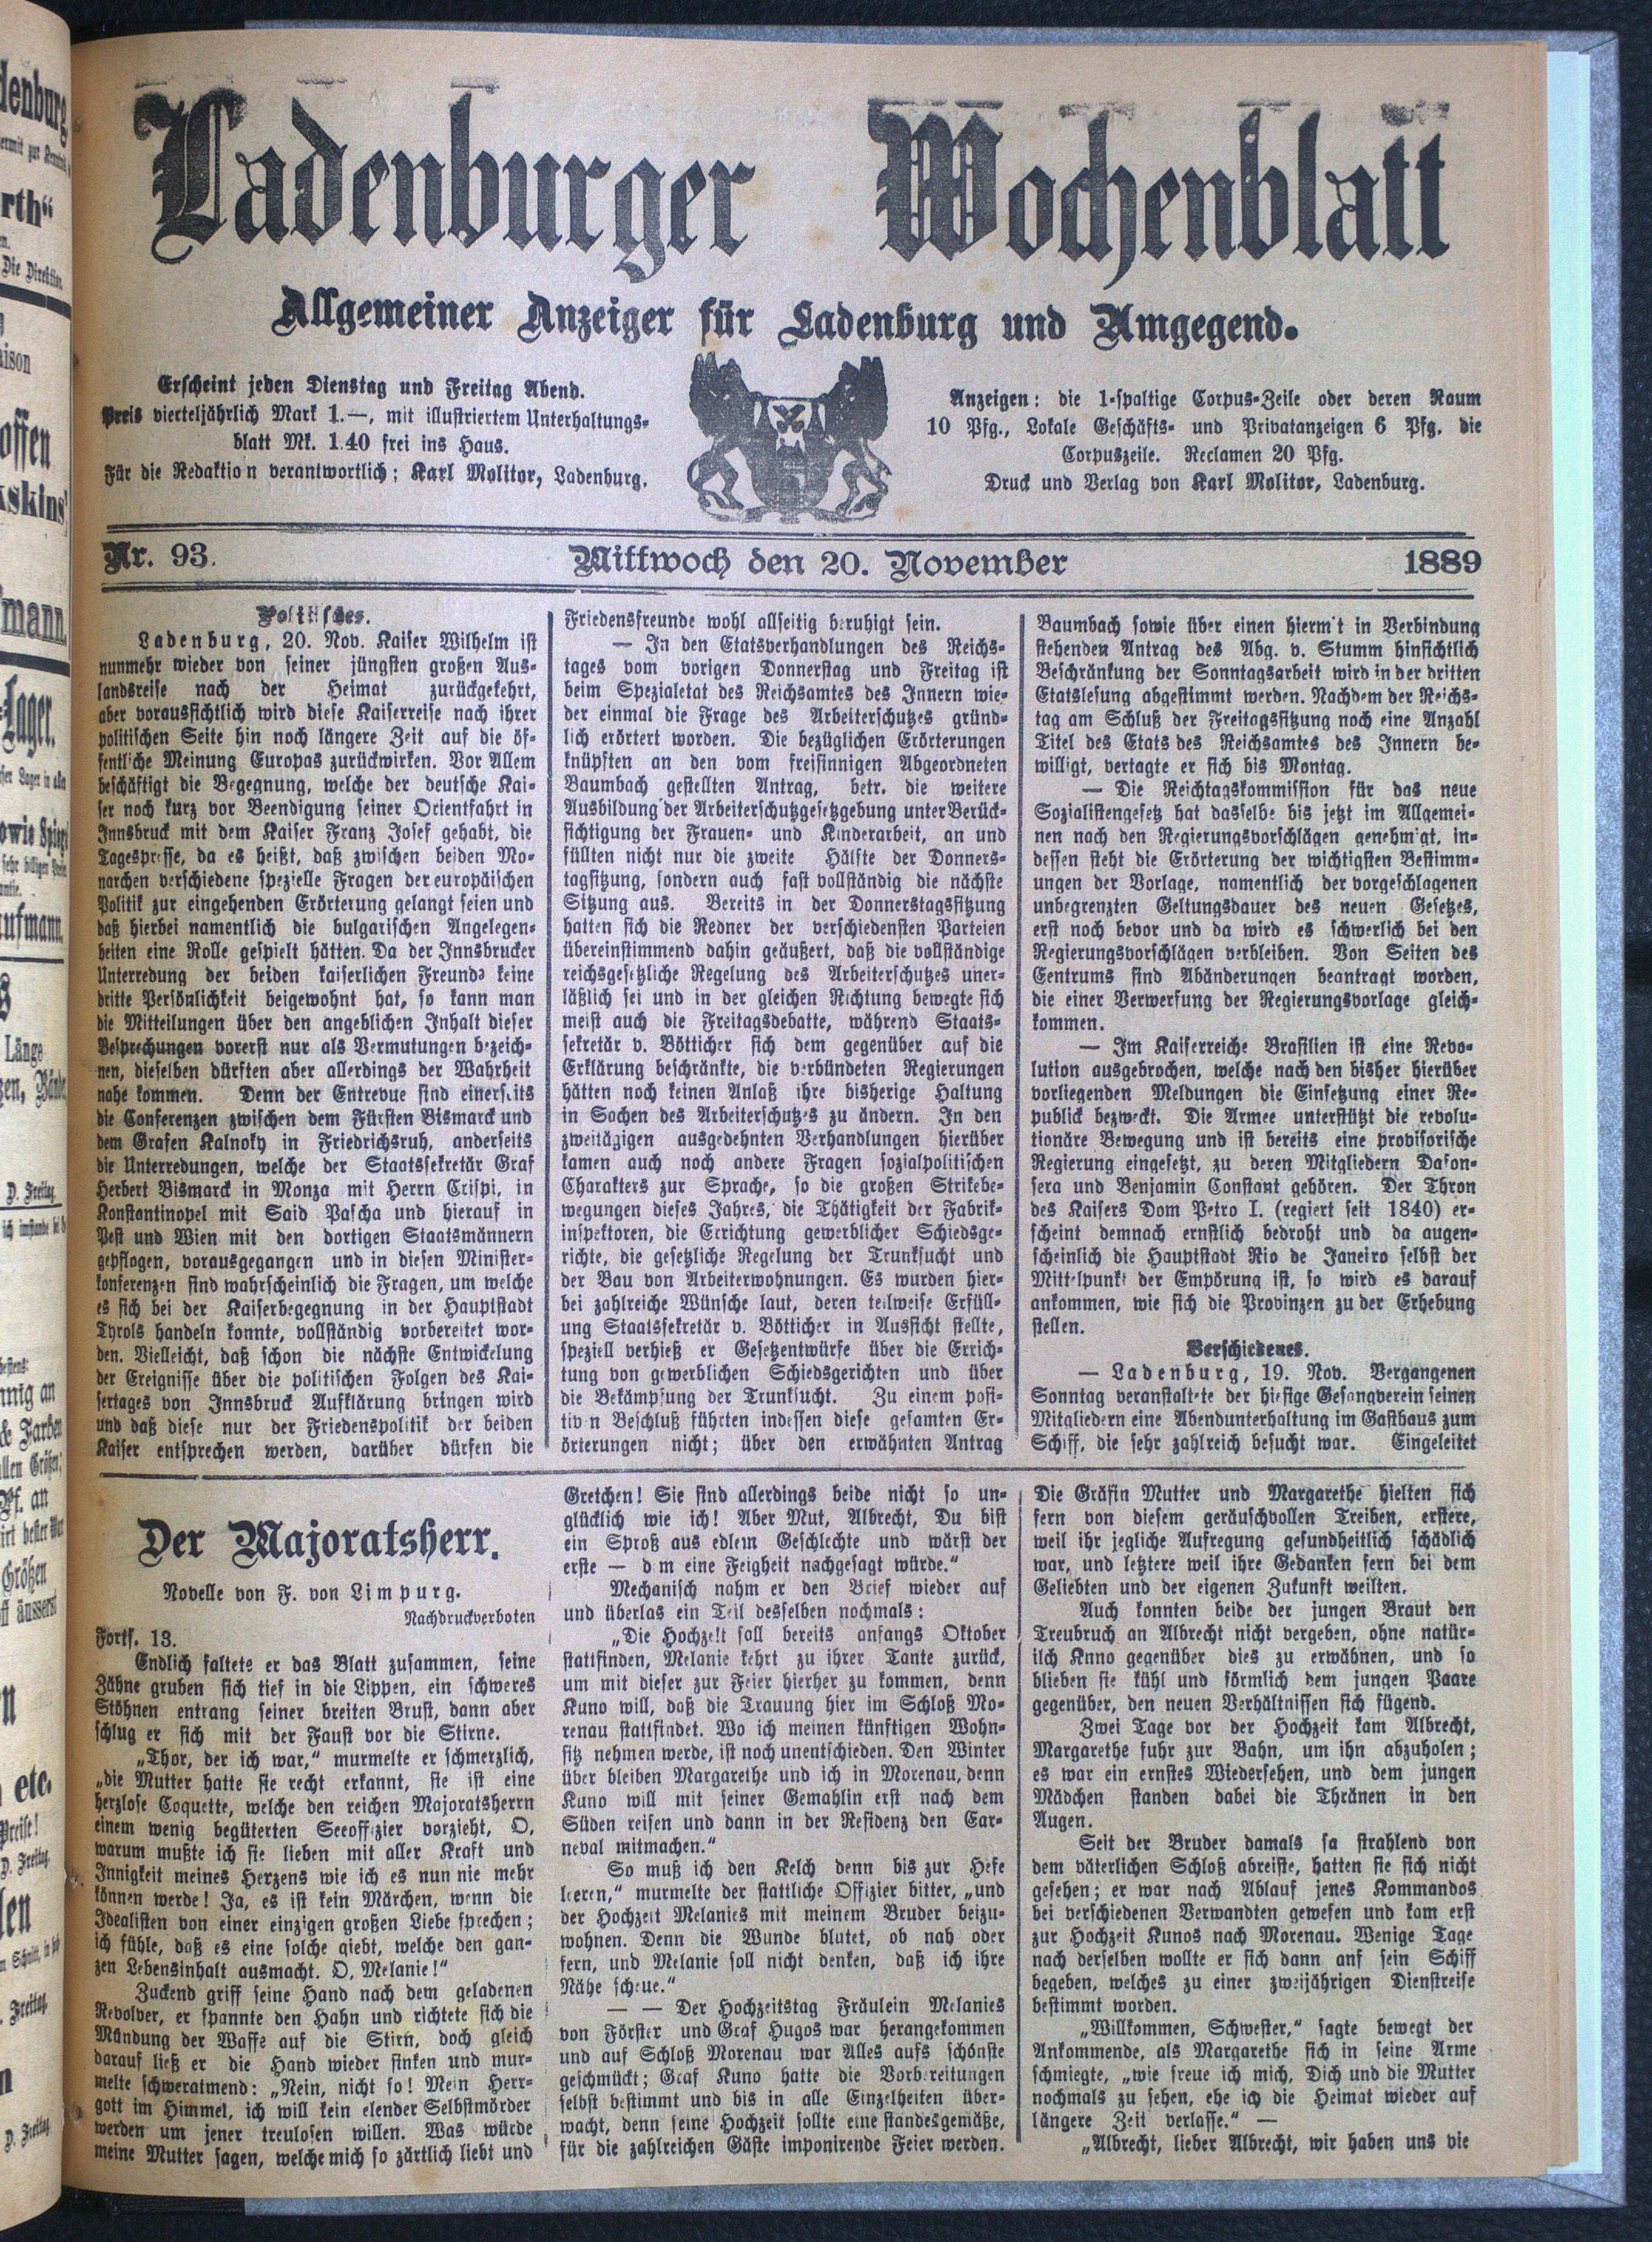 Ladenburger Wochenblatt
Allgemeiner Anzeiger für Ladenburg und Umgegend.
Erscheint jeden Dienstag und Freitag Abend.
Preis vierteljährlich Mark 1.—, mit illustriertem Unterhaltungs-
blatt Mk. 1.40 frei ins Haus.
Für die Redaktion verantwortlich; Karl Molitor, Ladenburg.
Anzeigen: die 1-spaltige Corpus-Zeile oder deren Raum
10 Pfg., Lokale Geschäfts- und Privatanzeigen 6 Pfg. die
Corpuszeile. Reclamen 20 Pfg.
Druck und Verlag von Karl Molitor, Ladenburg.
Nr. 93. Mittwoch den 20. November 1889
Politisches.
Ladenburg, 20. Nov. Kaiser Wilhelm ist
nunmehr wieder von seiner jüngsten großen Aus-
landsreise nach der Heimat zurückgekehrt,
aber voraussichtlich wird diese Kaiserreise nach ihrer
politischen Seite hin noch längere Zeit auf die öf-
fentliche Meinung Europas zurückwirken. Vor Allem
beschäftigt die Begegnung, welche der deutsche Kai-
ser noch kurz vor Beendigung seiner Orientfahrt in
Innsbruck mit dem Kaiser Franz Josef gehabt, die
Tagespresse, da es heißt, daß zwischen beiden Mo-
narchen verschiedene spezielle Fragen der europäischen
Politik zur eingehenden Erörterung gelangt seien und
daß hierbei namentlich die bulgarischen Angelegen-
heiten eine Rolle gespielt hätten. Da der Innsbrucker
Unterredung der beiden kaiserlichen Freunde keine
dritte Persönlichkeit beigewohnt hat, so kann man
die Mitteilungen über den angeblichen Inhalt dieser
Besprechungen vorerst nur als Vermutungen bezeich-
nen, dieselben dürften aber allerdings der Wahrheit
nahe kommen. Denn der Entrevue sind einerseits
die Conferenzen zwischen dem Fürsten Bismarck und
dem Grafen Kalnoky in Friedrichsruh, anderseits
die Unterredungen, welche der Staatssekretär Graf
Herbert Bismarck in Monza mit Herrn Crispi, in
Konstantinopel mit Said Pascha und hierauf in
Pest und Wien mit den dortigen Staatsmännern
gepflogen, vorausgegangen und in diesen Minister-
konferenzen sind wahrscheinlich die Fragen, um welche
es sich bei der Kaiserbegegnung in der Hauptstadt
Tyrols handeln konnte, vollständig vorbereitet wor-
den. Vielleicht, daß schon die nächste Entwickelung
der Ereignisse über die politischen Folgen des Kai-
sertages von Innsbruck Aufklärung bringen wird
und daß diese nur der Friedenspolitik der beiden
Kaiser entsprechen werden, darüber dürfen die
Friedensfreunde wohl allseitig beruhigt sein.
— In den Etatsverhandlungen des Reichs-
tages vom vorigen Donnerstag und Freitag ist
beim Spezialetat des Reichsamtes des Innern wie-
der einmal die Frage des Arbeiterschutzes gründ-
lich erörtert worden. Die bezüglichen Erörterungen
knüpften an den vom freisinnigen Abgeordneten
Baumbach gestellten Antrag, betr. die weitere
Ausbildung der Arbeiterschutzgesetzgebung unter Berück-
sichtigung der Frauen- und Kinderarbeit, an und
füllten nicht nur die zweite Hälfte der Donners-
tagsitzung, sondern auch fast vollständig die nächste
Sitzung aus. Bereits in der Donnerstagssitzung
hatten sich die Redner der verschiedensten Parteien
übereinstimmend dahin geäußert, daß die vollständige
reichsgesetzliche Regelung des Arbeiterschutzes uner-
läßlich sei und in der gleichen Richtung bewegte sich
meist auch die Freitagsdebatte, während Staats-
sekretär v. Bötticher sich dem gegenüber auf die
Erklärung beschränkte, die verbündeten Regierungen
hätten noch keinen Anlaß ihre bisherige Haltung
in Sachen des Arbeiterschutzes zu ändern. In den
zweitägigen ausgedehnten Verhandlungen hierüber
kamen auch noch andere Fragen sozialpolitischen
Charakters zur Sprache, so die großen Strikebe-
wegungen dieses Jahres, die Thätigkeit der Fabrik-
inspektoren, die Errichtung gewerblicher Schiedsge-
richte, die gesetzliche Regelung der Trunksucht und
der Bau von Arbeiterwohnungen. Es wurden hier-
bei zahlreiche Wünsche laut, deren teilweise Erfüll-
ung Staatssekretär v. Bötticher in Aussicht stellte,
speziell verhieß er Gesetzentwürfe über die Errich-
tung von gewerblichen Schiedsgerichten und über
die Bekämpfung der Trunksucht. Zu einem posi-
tiven Beschluß führten indessen diese gesamten Er-
örterungen nicht; über den erwähnten Antrag
Baumbach sowie über einen hiermit in Verbindung
stehenden Antrag des Abg. v. Stumm hinsichtlich
Beschränkung der Sonntagsarbeit wird in der dritten
Etatslesung abgestimmt werden. Nachdem der Reichs-
tag am Schluß der Freitagssitzung noch eine Anzahl
Titel des Etats des Reichsamtes des Innern be-
willigt, vertagte er sich bis Montag.
— Die Reichtagskommission für das neue
Sozialistengesetz hat dasselbe bis jetzt im Allgemei-
nen nach den Regierungsvorschlägen genehmigt, in-
dessen steht die Erörterung der wichtigsten Bestimm-
ungen der Vorlage, namentlich der vorgeschlagenen
unbegrenzten Geltungsdauer des neuen Gesetzes,
erst noch bevor und da wird es schwerlich bei den
Regierungsvorschlägen verbleiben. Von Seiten des
Centrums sind Abänderungen beantragt worden,
die einer Verwerfung der Regierungsvorlage gleich-
kommen.
— Im Kaiserreiche Brasilien ist eine Revo-
lution ausgebrochen, welche nach den bisher hierüber
vorliegenden Meldungen die Einsetzung einer Re-
publick bezweckt. Die Armee unterstützt die revolu-
tionäre Bewegung und ist bereits eine provisorische
Regierung eingesetzt, zu deren Mitgliedern Dafon-
sera und Benjamin Constant gehören. Der Thron
des Kaisers Dom Petro I. (regiert seit 1840) er-
scheint demnach ernstlich bedroht und da augen-
scheinlich die Hauptstadt Rio de Janeiro selbst der
Mittelpunkt der Empörung ist, so wird es darauf
ankommen, wie sich die Provinzen zu der Erhebung
stellen.
Verschiedenes.
— Ladenburg, 19. Nov. Vergangenen
Sonntag veranstaltete der hiesige Gesangverein seinen
Mitgliedern eine Abendunterhaltung im Gasthaus zum
Schiff, die sehr zahlreich besucht war. Eingeleitet
Der Majoratsherr.
Novelle von F. von Limpurg.
Nachdruckverboten
Forts. 13.
Endlich faltete er das Blatt zusammen, seine
Zähne gruben sich tief in die Lippen, ein schweres
Stöhnen entrang seiner breiten Brust, dann aber
schlug er sich mit der Faust vor die Stirne.
„Thor, der ich war,“ murmelte er schmerzlich,
„die Mutter hatte sie recht erkannt, sie ist eine
herzlose Coquette, welche den reichen Majoratsherrn
einem wenig begüterten Seeoffizier vorzieht, O,
warum mußte ich sie lieben mit aller Kraft und
Innigkeit meines Herzens wie ich es nun nie mehr
können werde! Ja, es ist kein Märchen, wenn die
Idealisten von einer einzigen großen Liebe sprechen;
ich fühle, daß es eine solche giebt, welche den gan-
zen Lebensinhalt ausmacht. O, Melanie!“
Zuckend griff seine Hand nach dem geladenen
Revolver, er spannte den Hahn und richtete sich die
Mündung der Waffe auf die Stirn, doch gleich
darauf ließ er die Hand wieder sinken und mur-
melte schweratmend: „Nein, nicht so! Mein Herr-
gott im Himmel, ich will kein elender Selbstmörder
werden um jener treulosen willen. Was würde
meine Mutter sagen, welche mich so zärtlich liebt und
Gretchen! Sie sind allerdings beide nicht so un-
glücklich wie ich! Aber Mut, Albrecht, Du bist
ein Sproß aus edlem Geschlechte und wärst der
erste — dem eine Feigheit nachgesagt würde.“
Mechanisch nahm er den Brief wieder auf
und überlas ein Teil desselben nochmals:
„Die Hochzeit soll bereits anfangs Oktober
stattfinden, Melanie kehrt zu ihrer Tante zurück,
um mit dieser zur Feier hierher zu kommen, denn
Kuno will, daß die Trauung hier im Schloß Mo-
renau stattfindet. Wo ich meinen künftigen Wohn-
sitz nehmen werde, ist noch unentschieden. Den Winter
über bleiben Margarethe und ich in Morenau, denn
Kuno will mit seiner Gemahlin erst nach dem
Süden reisen und dann in der Residenz den Car-
neval mitmachen.“
So muß ich den Kelch denn bis zur Hefe
leeren,“ murmelte der stattliche Offizier bitter, „und
der Hochzeit Melanies mit meinem Bruder beizu-
wohnen. Denn die Wunde blutet, ob nah oder
fern, und Melanie soll nicht denken, daß ich ihre
Nähe scheue.“
— — Der Hochzeitstag Fräulein Melanies
von Förster und Graf Hugos war herangekommen
und auf Schloß Morenau war Alles aufs schönste
geschmückt; Graf Kuno hatte die Vorbereitungen
selbst bestimmt und bis in alle Einzelheiten über-
wacht, denn seine Hochzeit sollte eine standesgemäße,
für die zahlreichen Gäste imponirende Feier werden.
Die Gräfin Mutter und Margarethe hielten sich
fern von diesem geräuschvollen Treiben, erstere,
weil ihr jegliche Aufregung gesundheitlich schädlich
war, und letztere weil ihre Gedanken fern bei dem
Geliebten und der eigenen Zukunft weilten.
Auch konnten beide der jungen Braut den
Treubruch an Albrecht nicht vergeben, ohne natür-
ilch Knno gegenüber dies zu erwähnen, und so
blieben sie kühl und förmlich dem jungen Paare
gegenüber, den neuen Verhältnissen sich fügend.
Zwei Tage vor der Hochzeit kam Albrecht,
Margarethe fuhr zur Bahn, um ihn abzuholen;
es war ein ernstes Wiedersehen, und dem jungen
Mädchen standen dabei die Thränen in den
Augen.
Seit der Bruder damals sa strahlend von
dem väterlichen Schloß abreiste, hatten sie sich nicht
gesehen; er war nach Ablauf jenes Kommandos
bei verschiedenen Verwandten gewesen und kam erst
zur Hochzeit Kunos nach Morenau. Wenige Tage
nach derselben wollte er sich dann anf sein Schiff
begeben, welches zu einer zweijährigen Dienstreise
bestimmt worden.
„Willkommen, Schwester,“ sagte bewegt der
Ankommende, als Margarethe sich in seine Arme
schmiegte, „wie freue ich mich, Dich und die Mutter
nochmals zu sehen, ehe ich die Heimat wieder auf
längere Zeit verlasse.“ —
„Albrecht, lieber Albrecht, wir haben uns vie